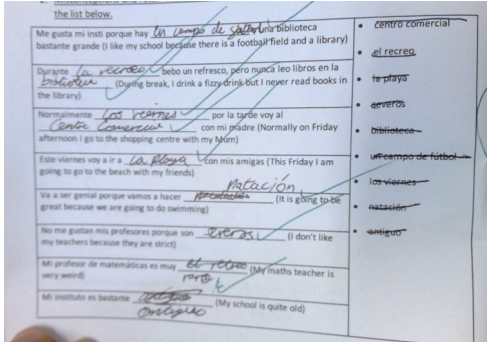 the list below.
Me gusta mi insti porque hay un campo de una biblioteca
bastante grande (I like my school because there is a football field and a library)
Durante la recreo bebo un refresco, pero nunca leo libros en la
biblioteca (During break, I drink a fizzy drink but I never read books in
the library)
Normalmente los viernes por la tarde voy al
Centro Comercial con mi madre (Normally on Friday
afternoon I go to the shopping centre with my Mum)
Este viernes voy a ir a la playa con mis amigas (This Friday I am
going to go to the beach with my friends)
natación
Va a ser genial porque vamos a hacer (It is going to be
great because we are going to do swimming)
No me gustan mis profesores porque son everos (I don't like
my teachers because they are strict)
Mi profesor de matemáticas es muy el recreo (My maths teacher is
very weird) raro
Mi instituto es bastante (My school is quite old)
antiguo
centro comercial
el recreo
la playa
severos
biblioteca
un campo de fútbol
los viernes
natación
antiguo